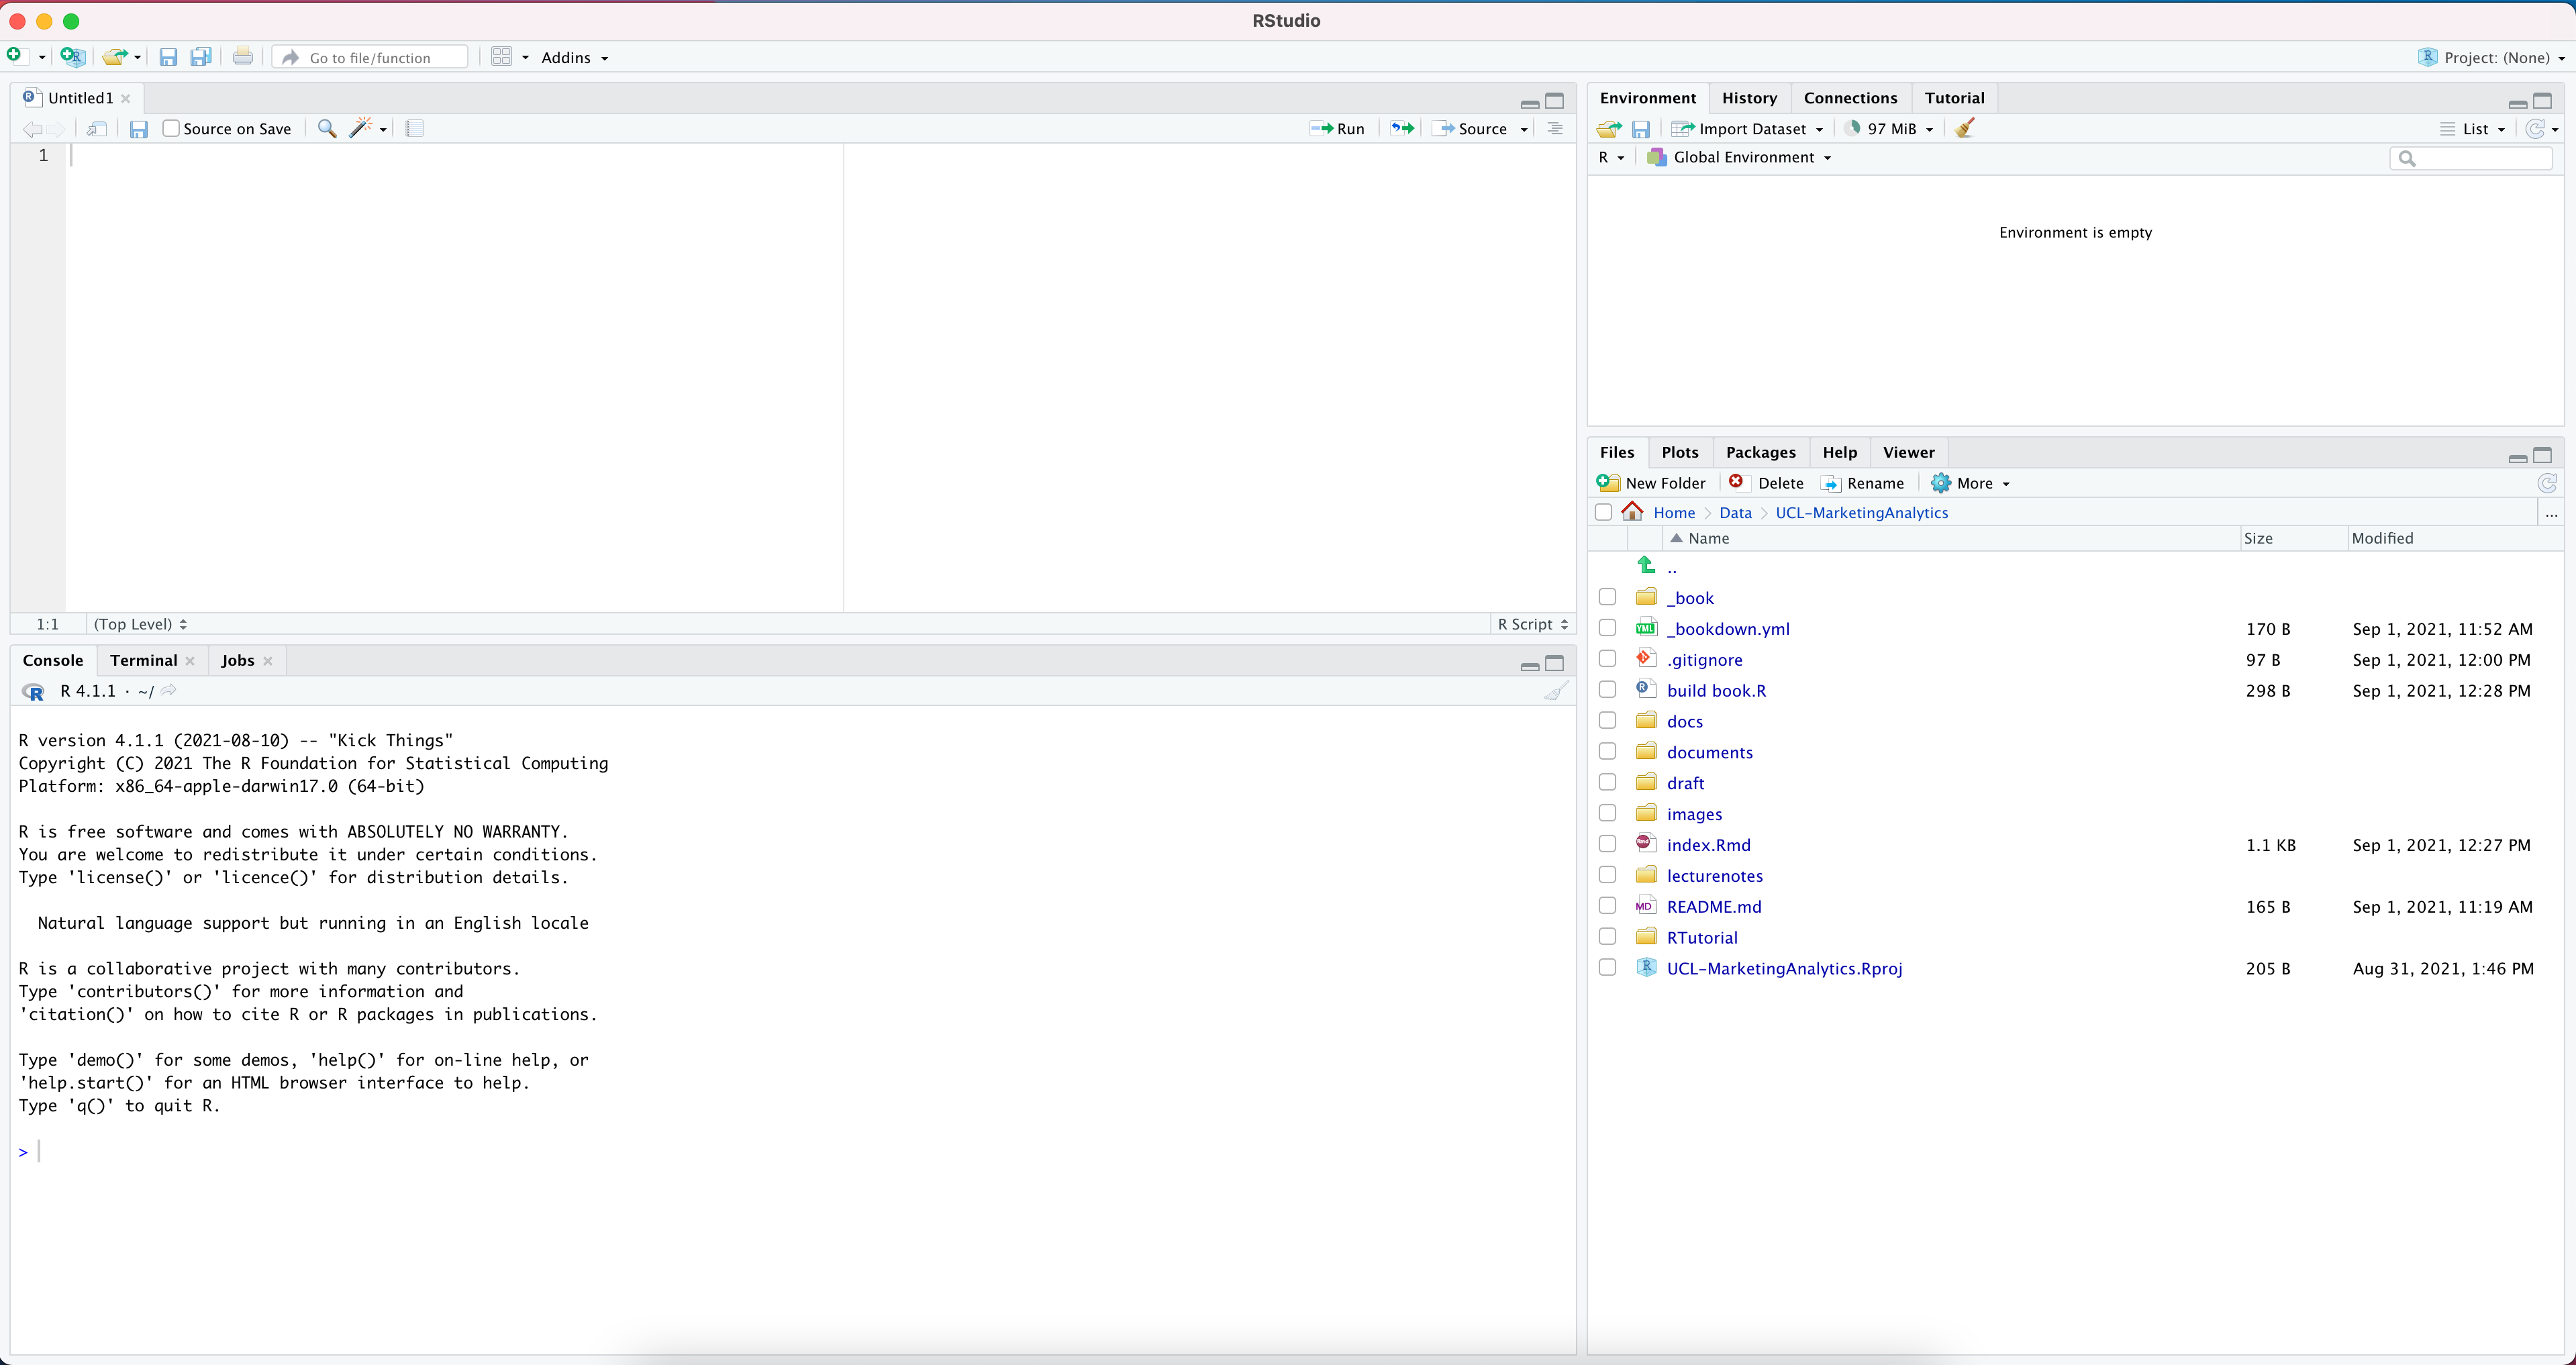 RStudio
Go to file/function
Addins
Project: (None)
Untitled1
Source on Save
Run
Source
1
1:1 (Top Level)
R Script
Console Terminal Jobs
R 4.1.1 · ~/
R version 4.1.1 (2021-08-10) -- "Kick Things"
Copyright (C) 2021 The R Foundation for Statistical Computing
Platform: x86_64-apple-darwin17.0 (64-bit)
R is free software and comes with ABSOLUTELY NO WARRANTY.
You are welcome to redistribute it under certain conditions.
Type 'license()' or 'licence()' for distribution details.
Natural language support but running in an English locale
R is a collaborative project with many contributors.
Type 'contributors()' for more information and
'citation()' on how to cite R or R packages in publications.
Type 'demo()' for some demos, 'help()' for on-line help, or
'help.start()' for an HTML browser interface to help.
Type 'q()' to quit R.
>
Environment History Connections Tutorial
Import Dataset 97 MiB List
R Global Environment
Environment is empty
Files Plots Packages Help Viewer
New Folder Delete Rename More
Home Data UCL-MarketingAnalytics ...
Name Size Modified
..
_book
_bookdown.yml 170 B Sep 1, 2021, 11:52 AM
.gitignore 97 B Sep 1, 2021, 12:00 PM
build book.R 298 B Sep 1, 2021, 12:28 PM
docs
documents
draft
images
index.Rmd 1.1 KB Sep 1, 2021, 12:27 PM
lecturenotes
README.md 165 B Sep 1, 2021, 11:19 AM
RTutorial
UCL-MarketingAnalytics.Rproj 205 B Aug 31, 2021, 1:46 PM